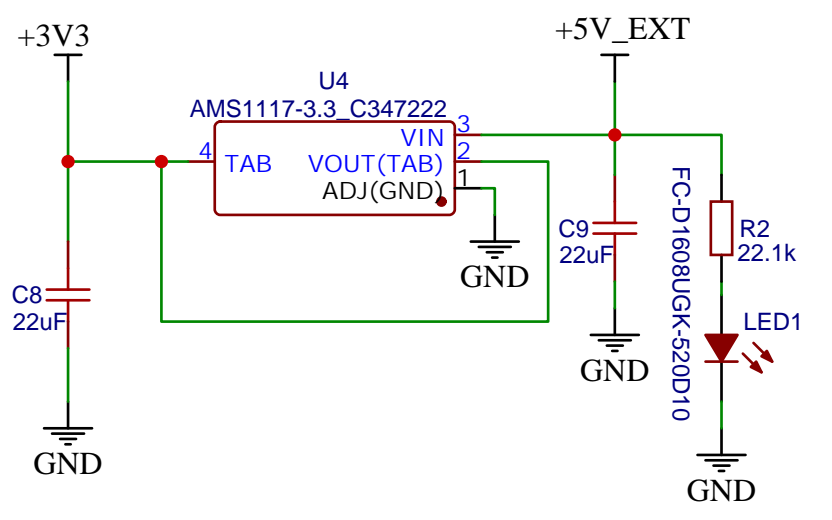 +3V3
+5V_EXT
U4
AMS1117-3.3_C347222
4
TAB
VIN
3
VOUT(TAB)
2
ADJ(GND)
1
GND
C8
22uF
GND
C9
22uF
GND
FC-D1608UGK-520D10
R2
22.1k
LED1
GND